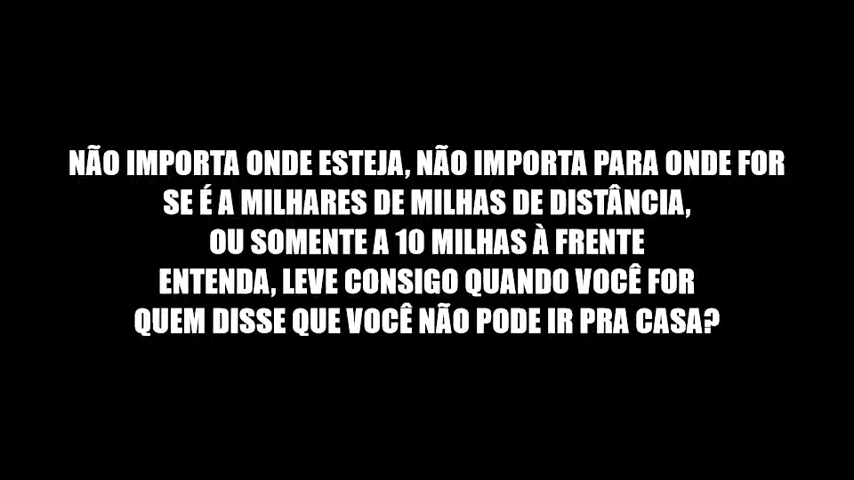 NÃO IMPORTA ONDE ESTEJA, NÃO IMPORTA PARA ONDE FOR
SE É A MILHARES DE MILHAS DE DISTÂNCIA,
OU SOMENTE A 10 MILHAS À FRENTE
ENTENDA, LEVE CONSIGO QUANDO VOCÊ FOR
QUEM DISSE QUE VOCÊ NÃO PODE IR PRA CASA?